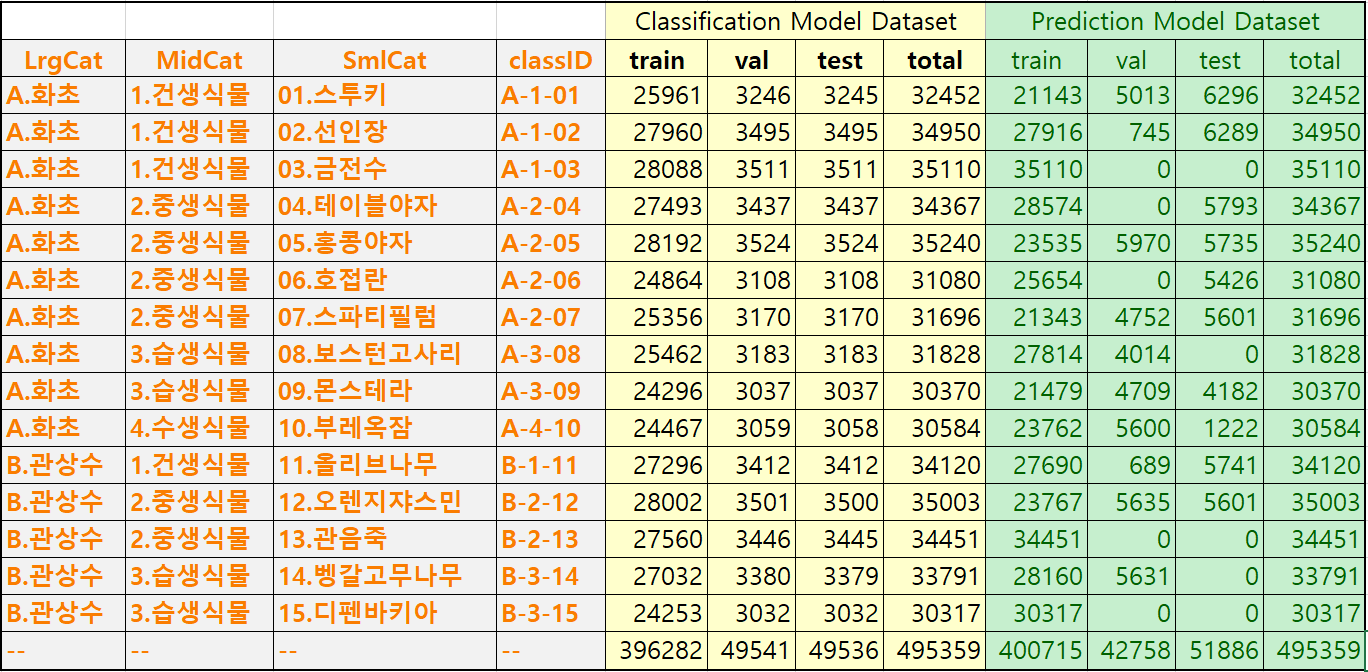 Classification Model Dataset Prediction Model Dataset
LrgCat MidCat SmlCat classID train val test total train val test total
A.화초 1.건생식물 01.스투키 A-1-01 25961 3246 3245 32452 21143 5013 6296 32452
A.화초 1.건생식물 02.선인장 A-1-02 27960 3495 3495 34950 27916 745 6289 34950
A.화초 1.건생식물 03.금전수 A-1-03 28088 3511 3511 35110 35110 0 0 35110
A.화초 2.중생식물 04.테이블야자 A-2-04 27493 3437 3437 34367 28574 0 5793 34367
A.화초 2.중생식물 05.홍콩야자 A-2-05 28192 3524 3524 35240 23535 5970 5735 35240
A.화초 2.중생식물 06.호접란 A-2-06 24864 3108 3108 31080 25654 0 5426 31080
A.화초 2.중생식물 07.스파티필럼 A-2-07 25356 3170 3170 31696 21343 4752 5601 31696
A.화초 3.습생식물 08.보스턴고사리 A-3-08 25462 3183 3183 31828 27814 4014 0 31828
A.화초 3.습생식물 09.몬스테라 A-3-09 24296 3037 3037 30370 21479 4709 4182 30370
A.화초 4.수생식물 10.부레옥잠 A-4-10 24467 3059 3058 30584 23762 5600 1222 30584
B.관상수 1.건생식물 11.올리브나무 B-1-11 27296 3412 3412 34120 27690 689 5741 34120
B.관상수 2.중생식물 12.오렌지쟈스민 B-2-12 28002 3501 3500 35003 23767 5635 5601 35003
B.관상수 2.중생식물 13.관음죽 B-2-13 27560 3446 3445 34451 34451 0 0 34451
B.관상수 3.습생식물 14.벵갈고무나무 B-3-14 27032 3380 3379 33791 28160 5631 0 33791
B.관상수 3.습생식물 15.디펜바키아 B-3-15 24253 3032 3032 30317 30317 0 0 30317
-- -- -- -- 396282 49541 49536 495359 400715 42758 51886 495359